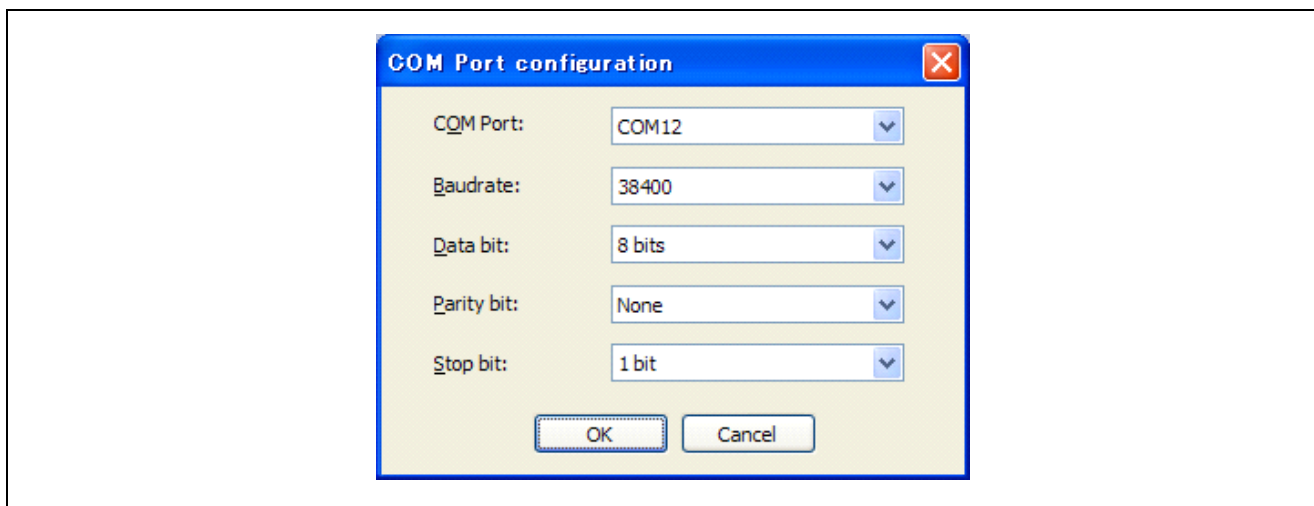 COM Port configuration
COM Port: COM12
Baudrate: 38400
Data bit: 8 bits
Parity bit: None
Stop bit: 1 bit
OK Cancel